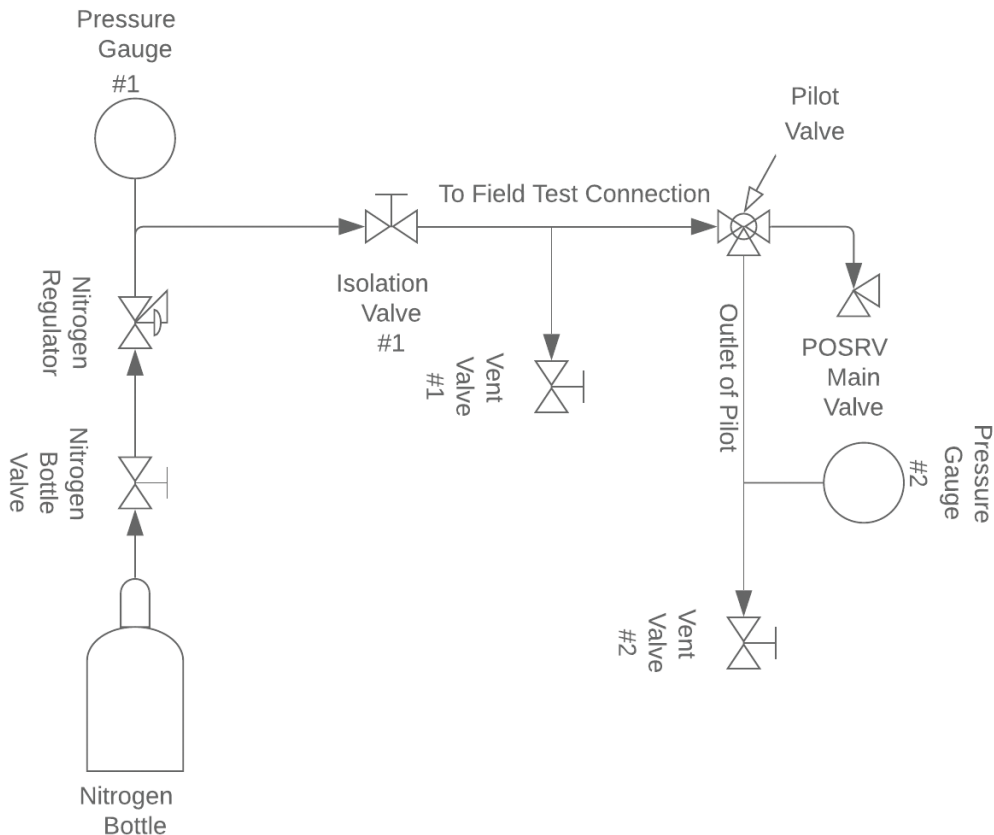 Pressure
Gauge
#1
Pilot
Valve
To Field Test Connection
Isolation
Valve
#1
Nitrogen
Regulator
Vent
Valve
#1
Outlet of Pilot
POSRV
Main
Valve
Pressure
Gauge
#2
Nitrogen
Bottle
Valve
Vent
Valve
#2
Nitrogen
Bottle